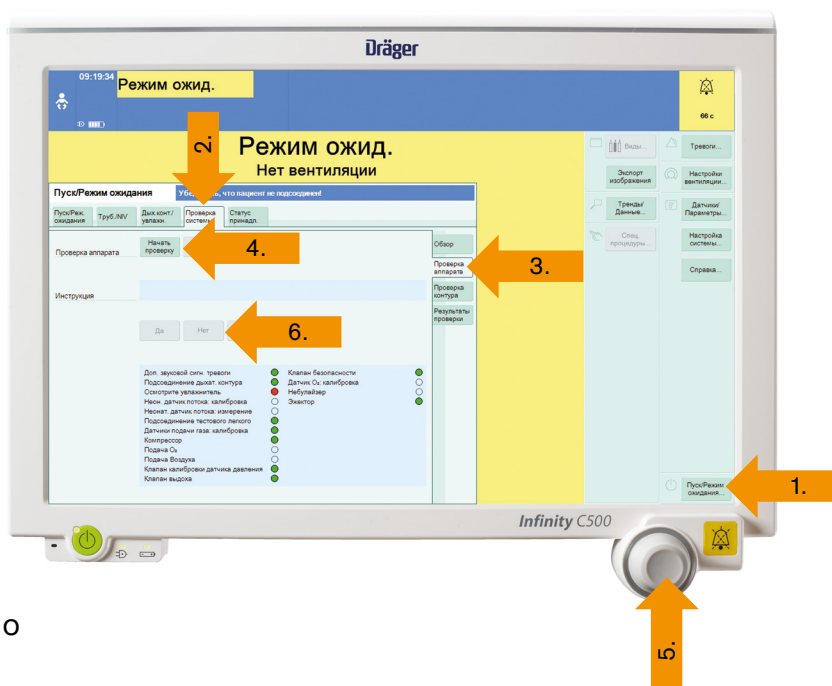 Dräger
09:19:34
Режим ожид.
66 с
2.
Режим ожид.
Нет вентиляции
Виды...
Тревоги...
Экспорт
изображения
Настройки
вентиляции...
Тренды/
Данные...
Датчики/
Параметры...
Спец.
процедуры...
Настройка
системы...
Справка...
Пуск/Режим ожидания
что пациент не подсоединен!
Пуск/Реж.
ожидания
Труб./NIV
Дых.конт/
увлажн.
Проверка
системы
Статус
принадл.
Проверка аппарата
Начать
проверку
4.
Обзор
Проверка
аппарата
3.
Инструкция
Проверка
контура
Результаты
проверки
Да
Нет
6.
Доп. звуковой сигн. тревоги
Подсоединение дыхат. контура
Осмотрите увлажнитель
Неон. датчик потока: калибровка
Неонат. датчик потока: измерение
Подсоединение тестового легкого
Датчики подачи газа: калибровка
Компрессор
Подача O₂
Подача Воздуха
Клапан калибровки датчика давления
Клапан выдоха
Клапан безопасности
Датчик O₂: калибровка
Небулайзер
Эжектор
Пуск/Режим
ожидания...
1.
Infinity C500
5.
о